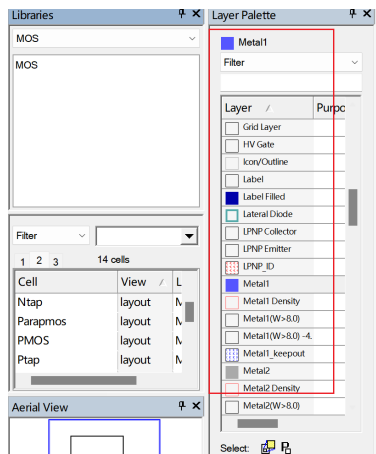 Libraries
MOS
MOS
Filter
1 2 3 14 cells
Cell View L
Ntap layout M
Parapmos layout M
PMOS layout M
Ptap layout M
Aerial View
Layer Palette
Metal1
Filter
Layer Purpo
Grid Layer
HV Gate
Icon/Outline
Label
Label Filled
Lateral Diode
LPNP Collector
LPNP Emitter
LPNP_ID
Metal1
Metal1 Density
Metal1(W>8.0)
Metal1(W>8.0) -4.
Metal1_keepout
Metal2
Metal2 Density
Metal2(W>8.0)
Select: